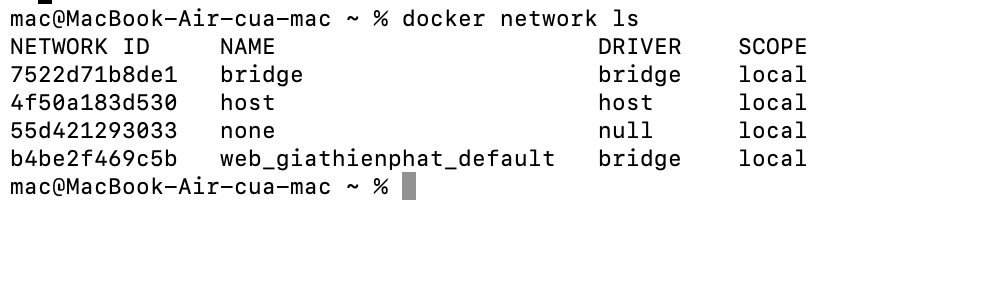 mac@MacBook-Air-cua-mac ~ % docker network ls
NETWORK ID     NAME                       DRIVER    SCOPE
7522d71b8de1   bridge                     bridge    local
4f50a183d530   host                       host      local
55d421293033   none                       null      local
b4be2f469c5b   web_giathienphat_default   bridge    local
mac@MacBook-Air-cua-mac ~ %